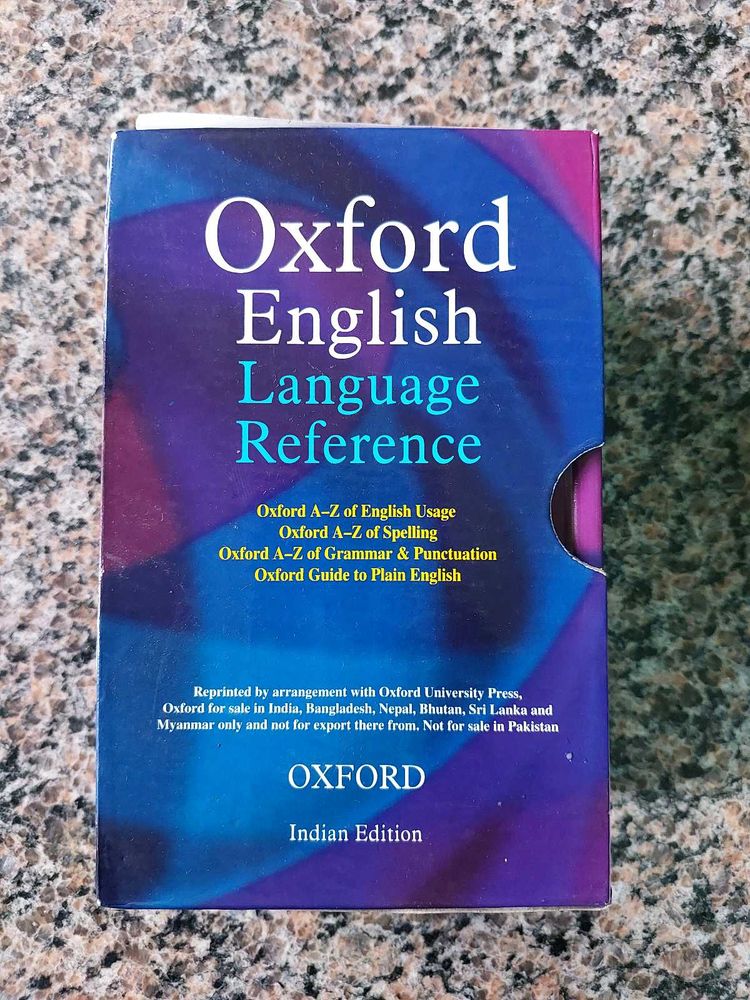 Oxford
English
Language
Reference
Oxford A–Z of English Usage
Oxford A–Z of Spelling
Oxford A–Z of Grammar & Punctuation
Oxford Guide to Plain English
Reprinted by arrangement with Oxford University Press,
Oxford for sale in India, Bangladesh, Nepal, Bhutan, Sri Lanka and
Myanmar only and not for export there from. Not for sale in Pakistan
OXFORD
Indian Edition